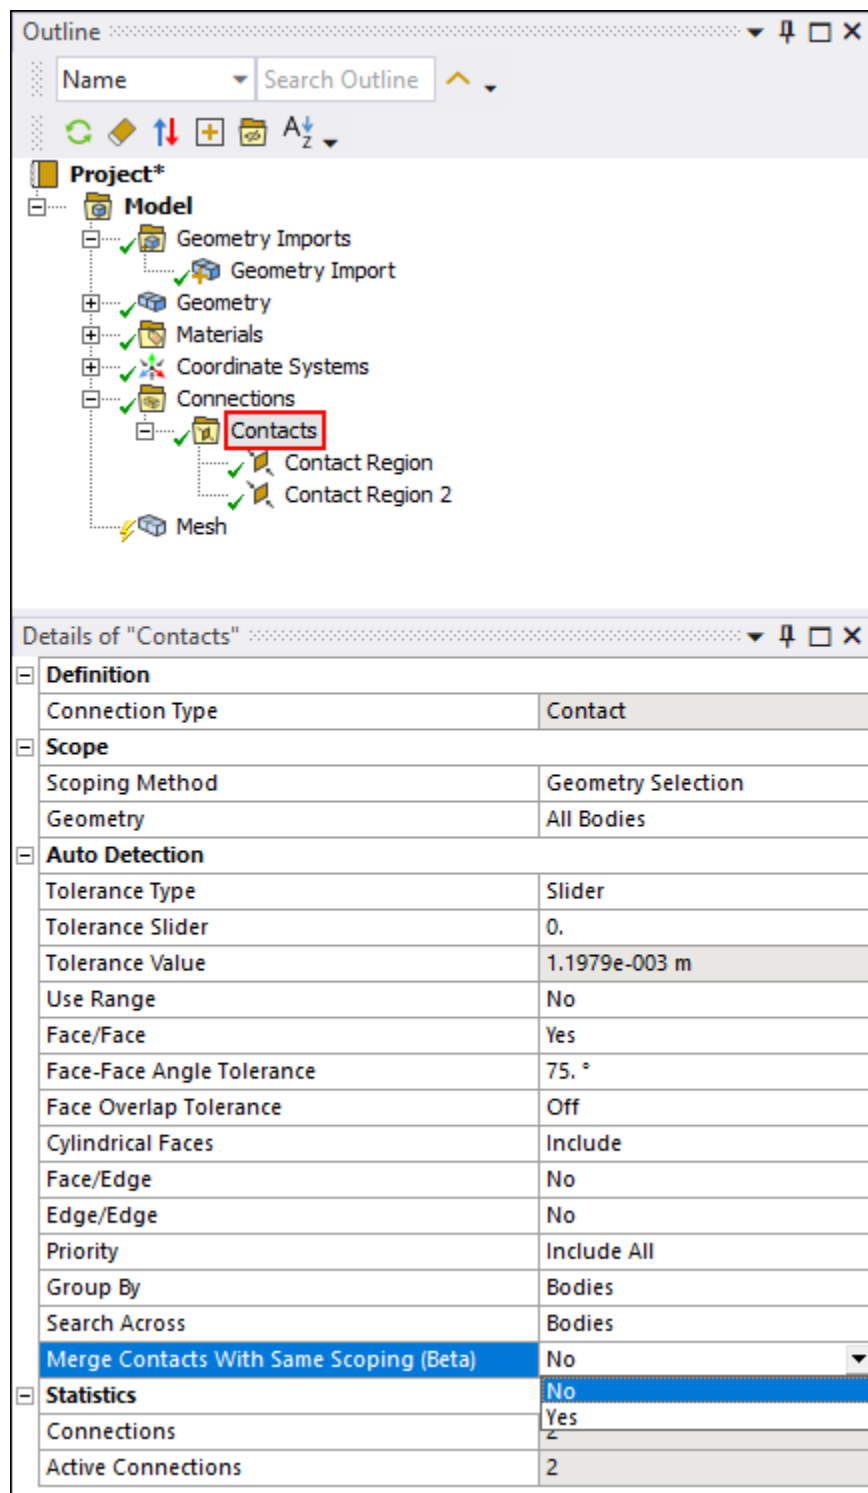 Outline
Name Search Outline
Project*
Model
Geometry Imports
Geometry Import
Geometry
Materials
Coordinate Systems
Connections
Contacts
Contact Region
Contact Region 2
Mesh
Details of "Contacts"
Definition
Connection Type Contact
Scope
Scoping Method Geometry Selection
Geometry All Bodies
Auto Detection
Tolerance Type Slider
Tolerance Slider 0.
Tolerance Value 1.1979e-003 m
Use Range No
Face/Face Yes
Face-Face Angle Tolerance 75. °
Face Overlap Tolerance Off
Cylindrical Faces Include
Face/Edge No
Edge/Edge No
Priority Include All
Group By Bodies
Search Across Bodies
Merge Contacts With Same Scoping (Beta) No
Statistics No
Yes
Connections
Active Connections 2